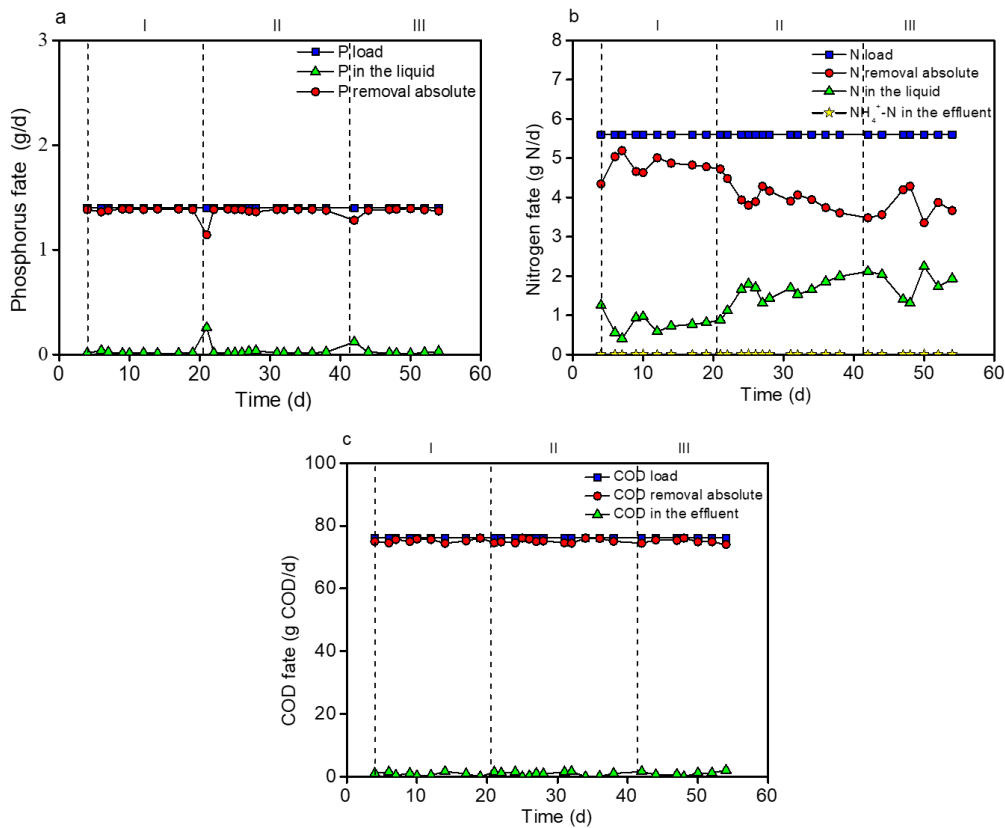 a
I II III
3
2
1
0
0 10 20 30 40 50 60
Phosphorus fate (g/d)
Time (d)
P load
P in the liquid
P removal absolute
b
I II III
8
7
6
5
4
3
2
1
0
0 10 20 30 40 50 60
Nitrogen fate (g N/d)
Time (d)
N load
N removal absolute
N in the liquid
NH₄⁺-N in the effluent
c
I II III
100
80
60
40
20
0
0 10 20 30 40 50 60
COD fate (g COD/d)
Time (d)
COD load
COD removal absolute
COD in the effluent